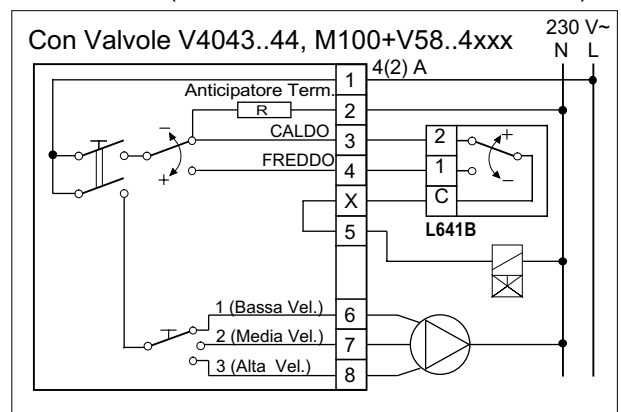 Con Valvole V4043..44, M100+V58..4xxx
230 V~
N L
4(2) A
1
Anticipatore Term.
R
2
CALDO
3
2
+
−
FREDDO
4
1
+
−
X
C
5
L641B
1 (Bassa Vel.)
6
2 (Media Vel.)
7
3 (Alta Vel.)
8